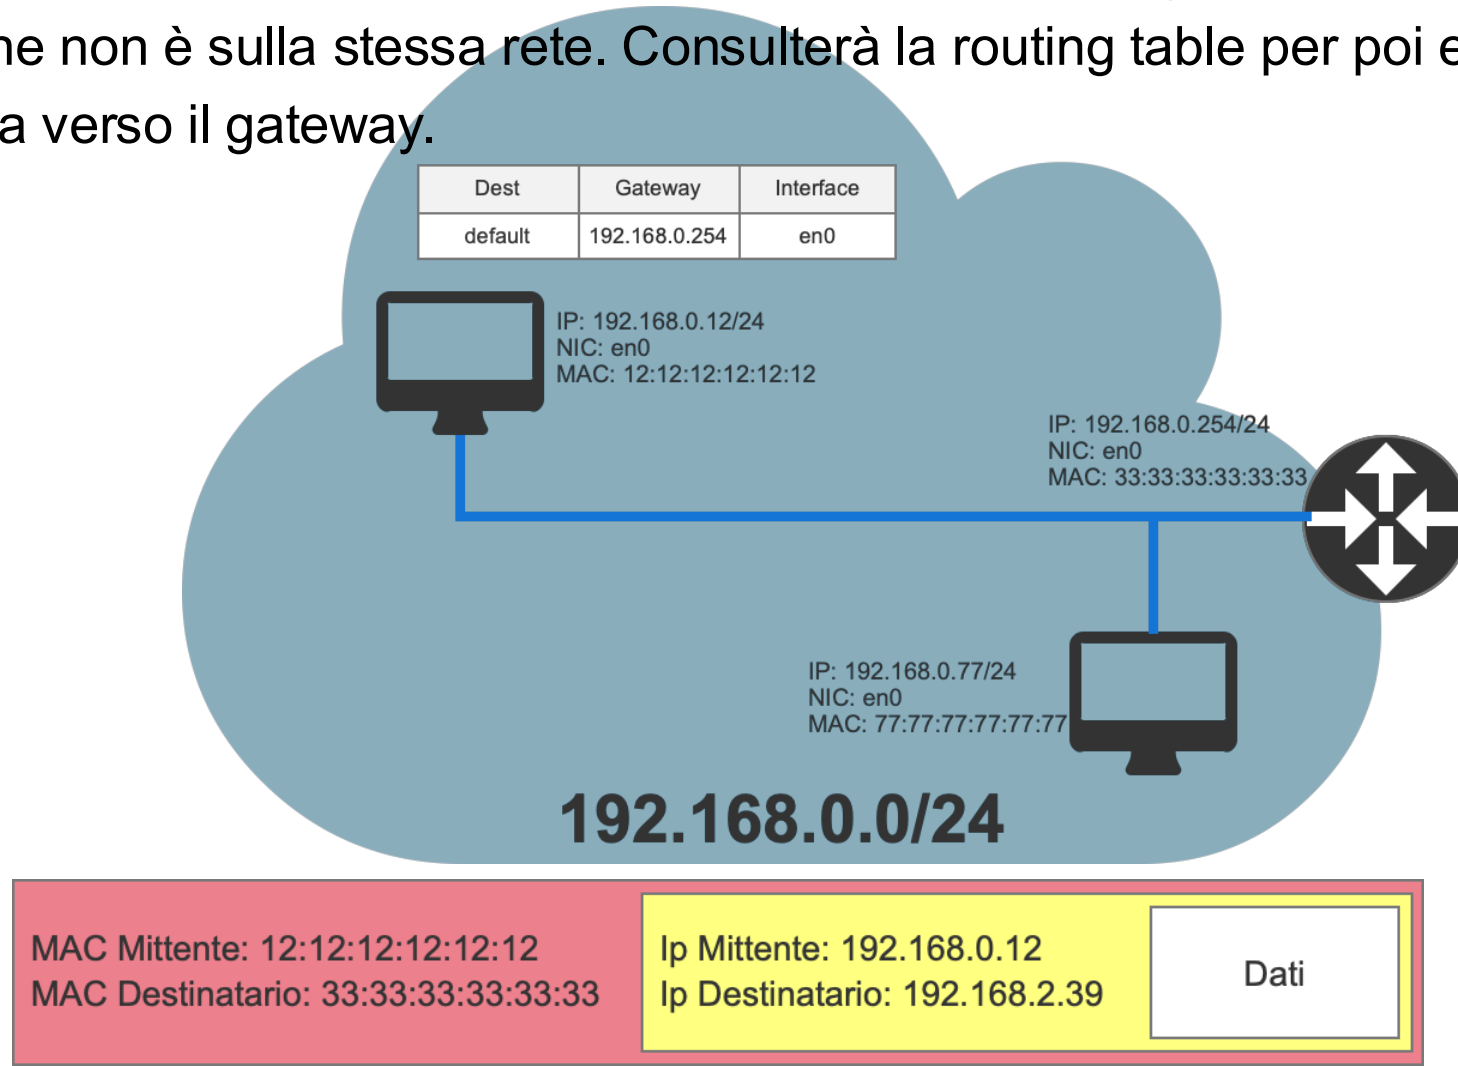 ne non è sulla stessa rete. Consulterà la routing table per poi e
a verso il gateway.
Dest Gateway Interface
default 192.168.0.254 en0
IP: 192.168.0.12/24
NIC: en0
MAC: 12:12:12:12:12:12
IP: 192.168.0.254/24
NIC: en0
MAC: 33:33:33:33:33:33
IP: 192.168.0.77/24
NIC: en0
MAC: 77:77:77:77:77:77
192.168.0.0/24
MAC Mittente: 12:12:12:12:12:12
MAC Destinatario: 33:33:33:33:33:33
Ip Mittente: 192.168.0.12
Ip Destinatario: 192.168.2.39
Dati